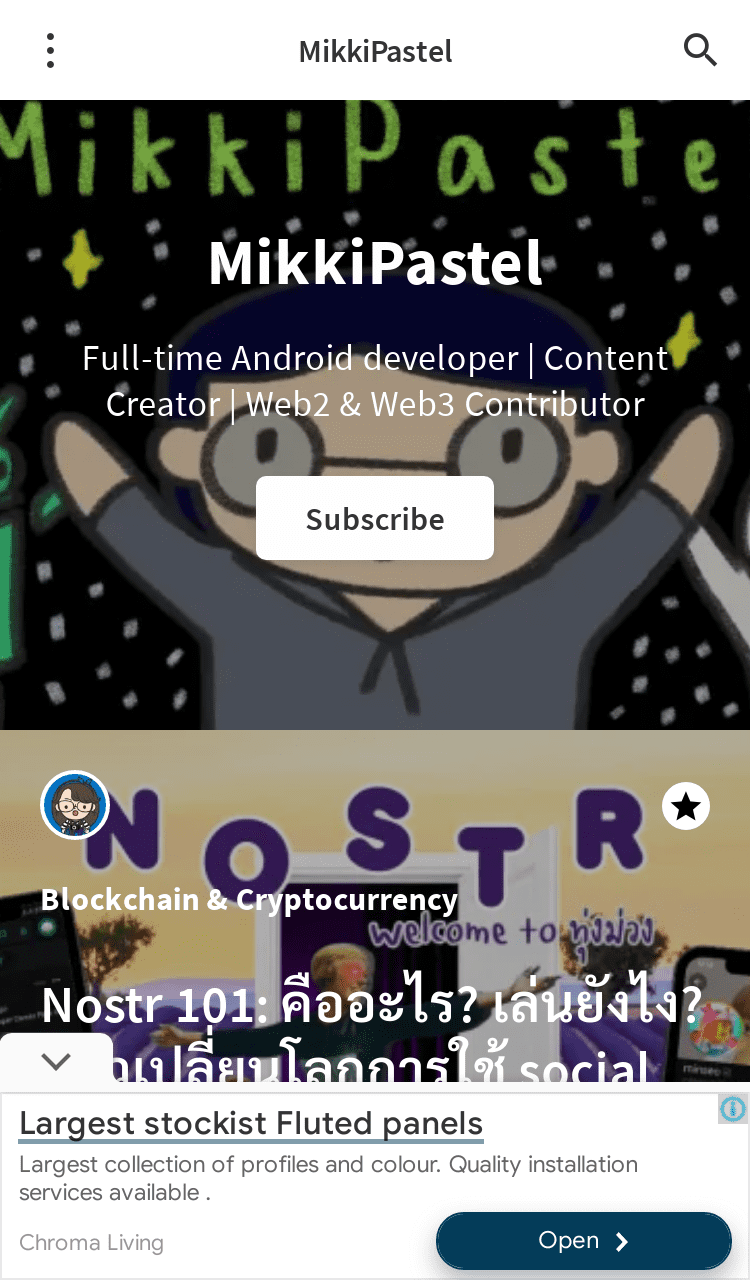 MikkiPastel
MikkiPaste
MikkiPastel
Full-time Android developer | Content
Creator | Web2 & Web3 Contributor
Subscribe
NOSTR
Blockchain & Cryptocurrency
welcome to ทุ่งม่วง
Nostr 101: คืออะไร? เล่นยังไง?
เปลี่ยนโลกการใช้ social
Largest stockist Fluted panels
Largest collection of profiles and colour. Quality installation
services available .
Chroma Living
Open